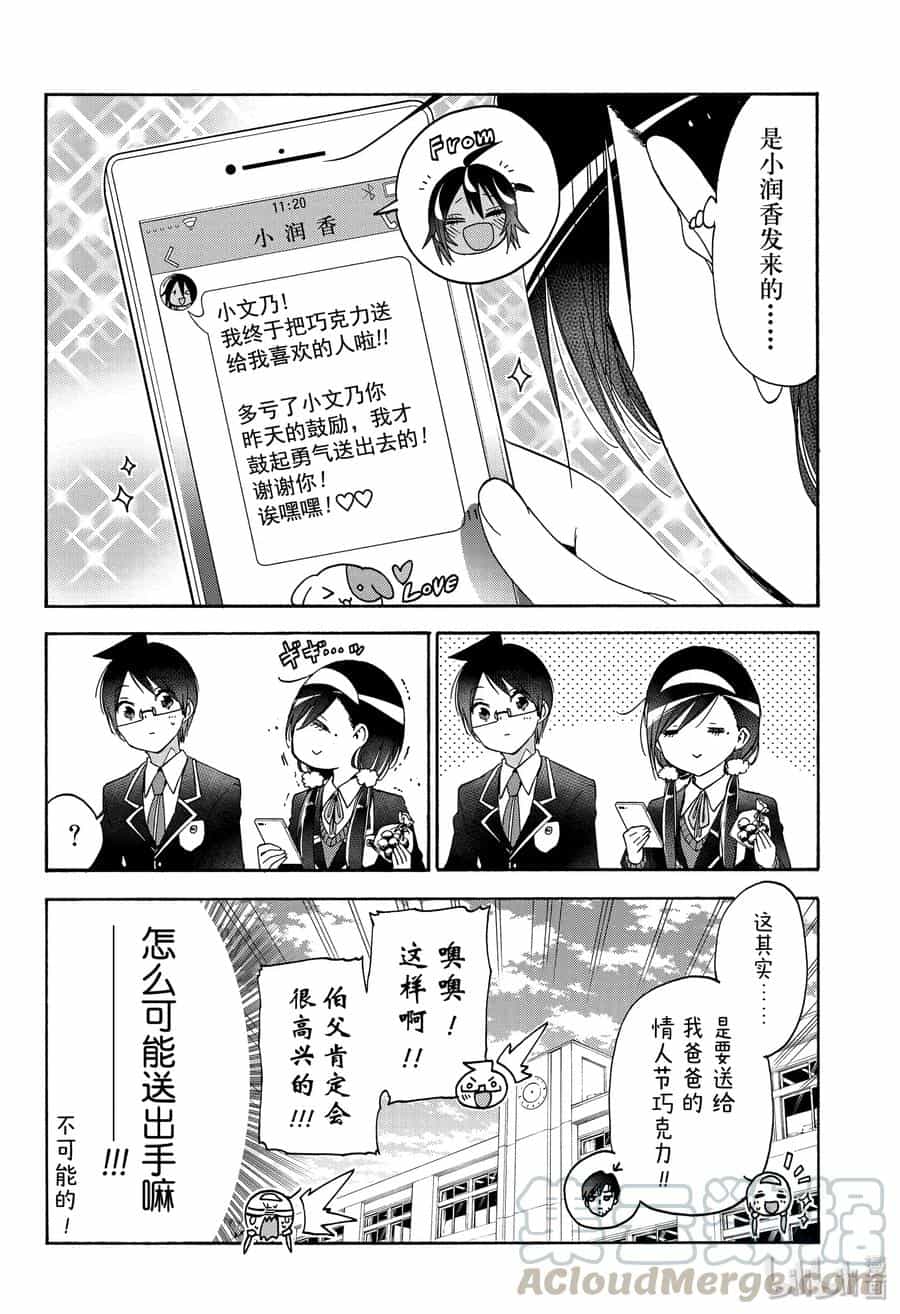 是小润香发来的……
From
11:20
小润香
小文乃!
我终于把巧克力送
给我喜欢的人啦!!
多亏了小文乃你
昨天的鼓励，我才
鼓起勇气送出去的!
谢谢你!
诶嘿嘿!♡♡
LOVE
ギギ…ッ
?
这其实……
是要送给
我爸爸的
情人节巧克力!!
噢噢!
这样啊!!
伯父肯定会
很高兴的!!!
怎么可能送出手嘛
!!!
不可能的!
ACloudMerge.com